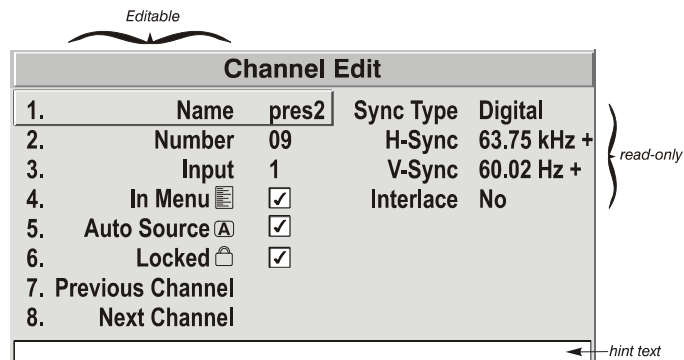 Editable
Channel Edit
1. Name pres2 Sync Type Digital
2. Number 09 H-Sync 63.75 kHz +
3. Input 1 V-Sync 60.02 Hz +
read-only
4. In Menu Interlace No
5. Auto Source A
6. Locked
7. Previous Channel
8. Next Channel
hint text